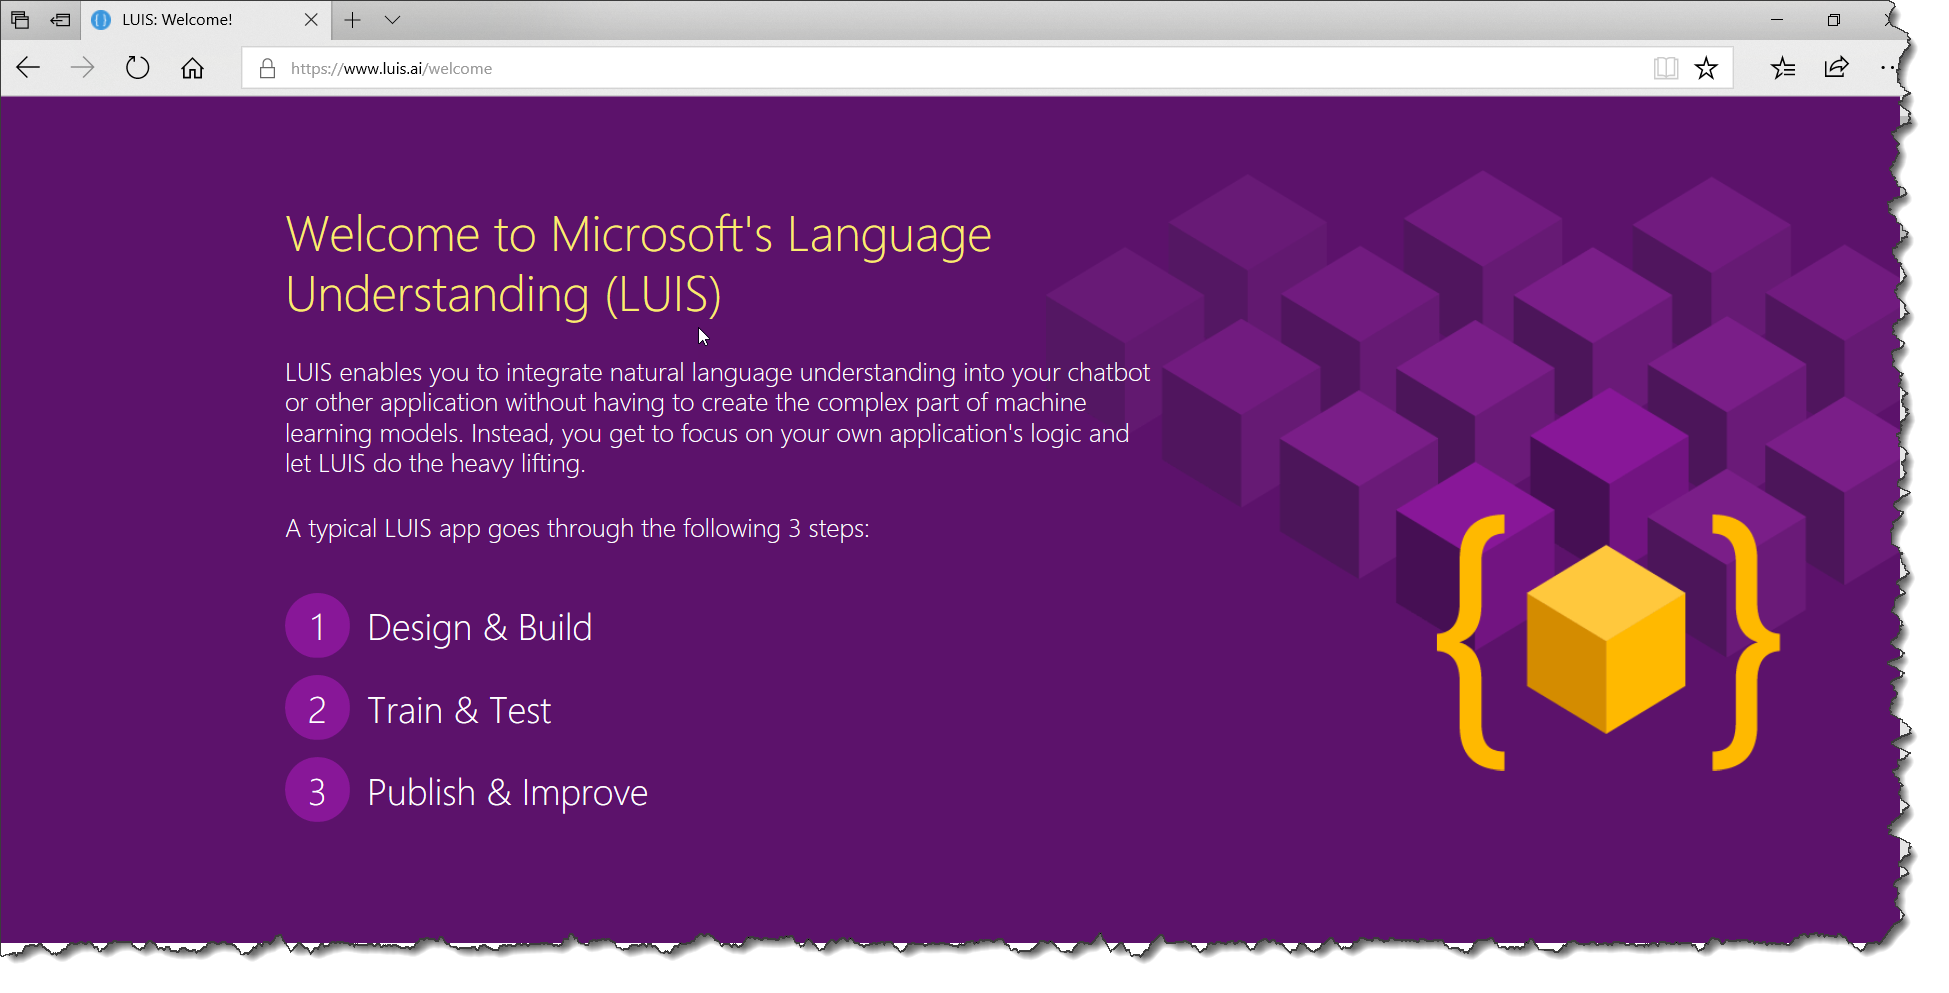 LUIS: Welcome!
https://www.luis.ai/welcome
Welcome to Microsoft's Language
Understanding (LUIS)
LUIS enables you to integrate natural language understanding into your chatbot
or other application without having to create the complex part of machine
learning models. Instead, you get to focus on your own application's logic and
let LUIS do the heavy lifting.
A typical LUIS app goes through the following 3 steps:
1 Design & Build
2 Train & Test
3 Publish & Improve